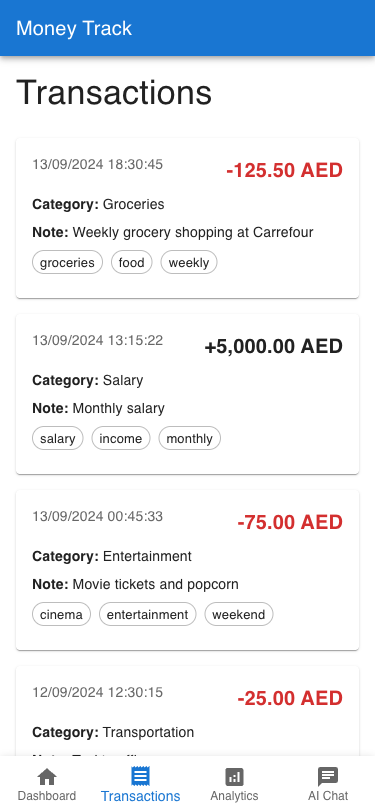 Money Track
Transactions
13/09/2024 18:30:45
-125.50 AED
Category: Groceries
Note: Weekly grocery shopping at Carrefour
groceries food weekly
13/09/2024 13:15:22
+5,000.00 AED
Category: Salary
Note: Monthly salary
salary income monthly
13/09/2024 00:45:33
-75.00 AED
Category: Entertainment
Note: Movie tickets and popcorn
cinema entertainment weekend
12/09/2024 12:30:15
-25.00 AED
Category: Transportation
Dashboard Transactions Analytics AI Chat